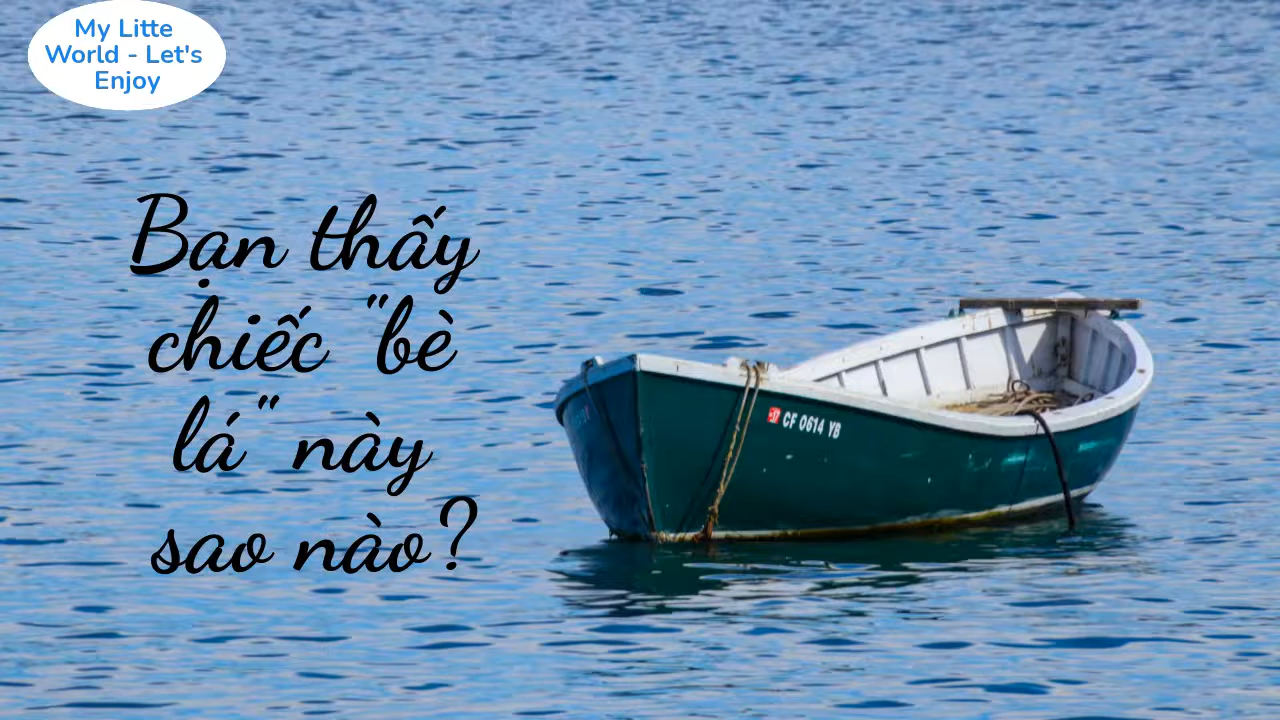 My Litte
World - Let's
Enjoy
Bạn thấy
chiếc "bè
lá" này
sao nào?
CF 0614 YB